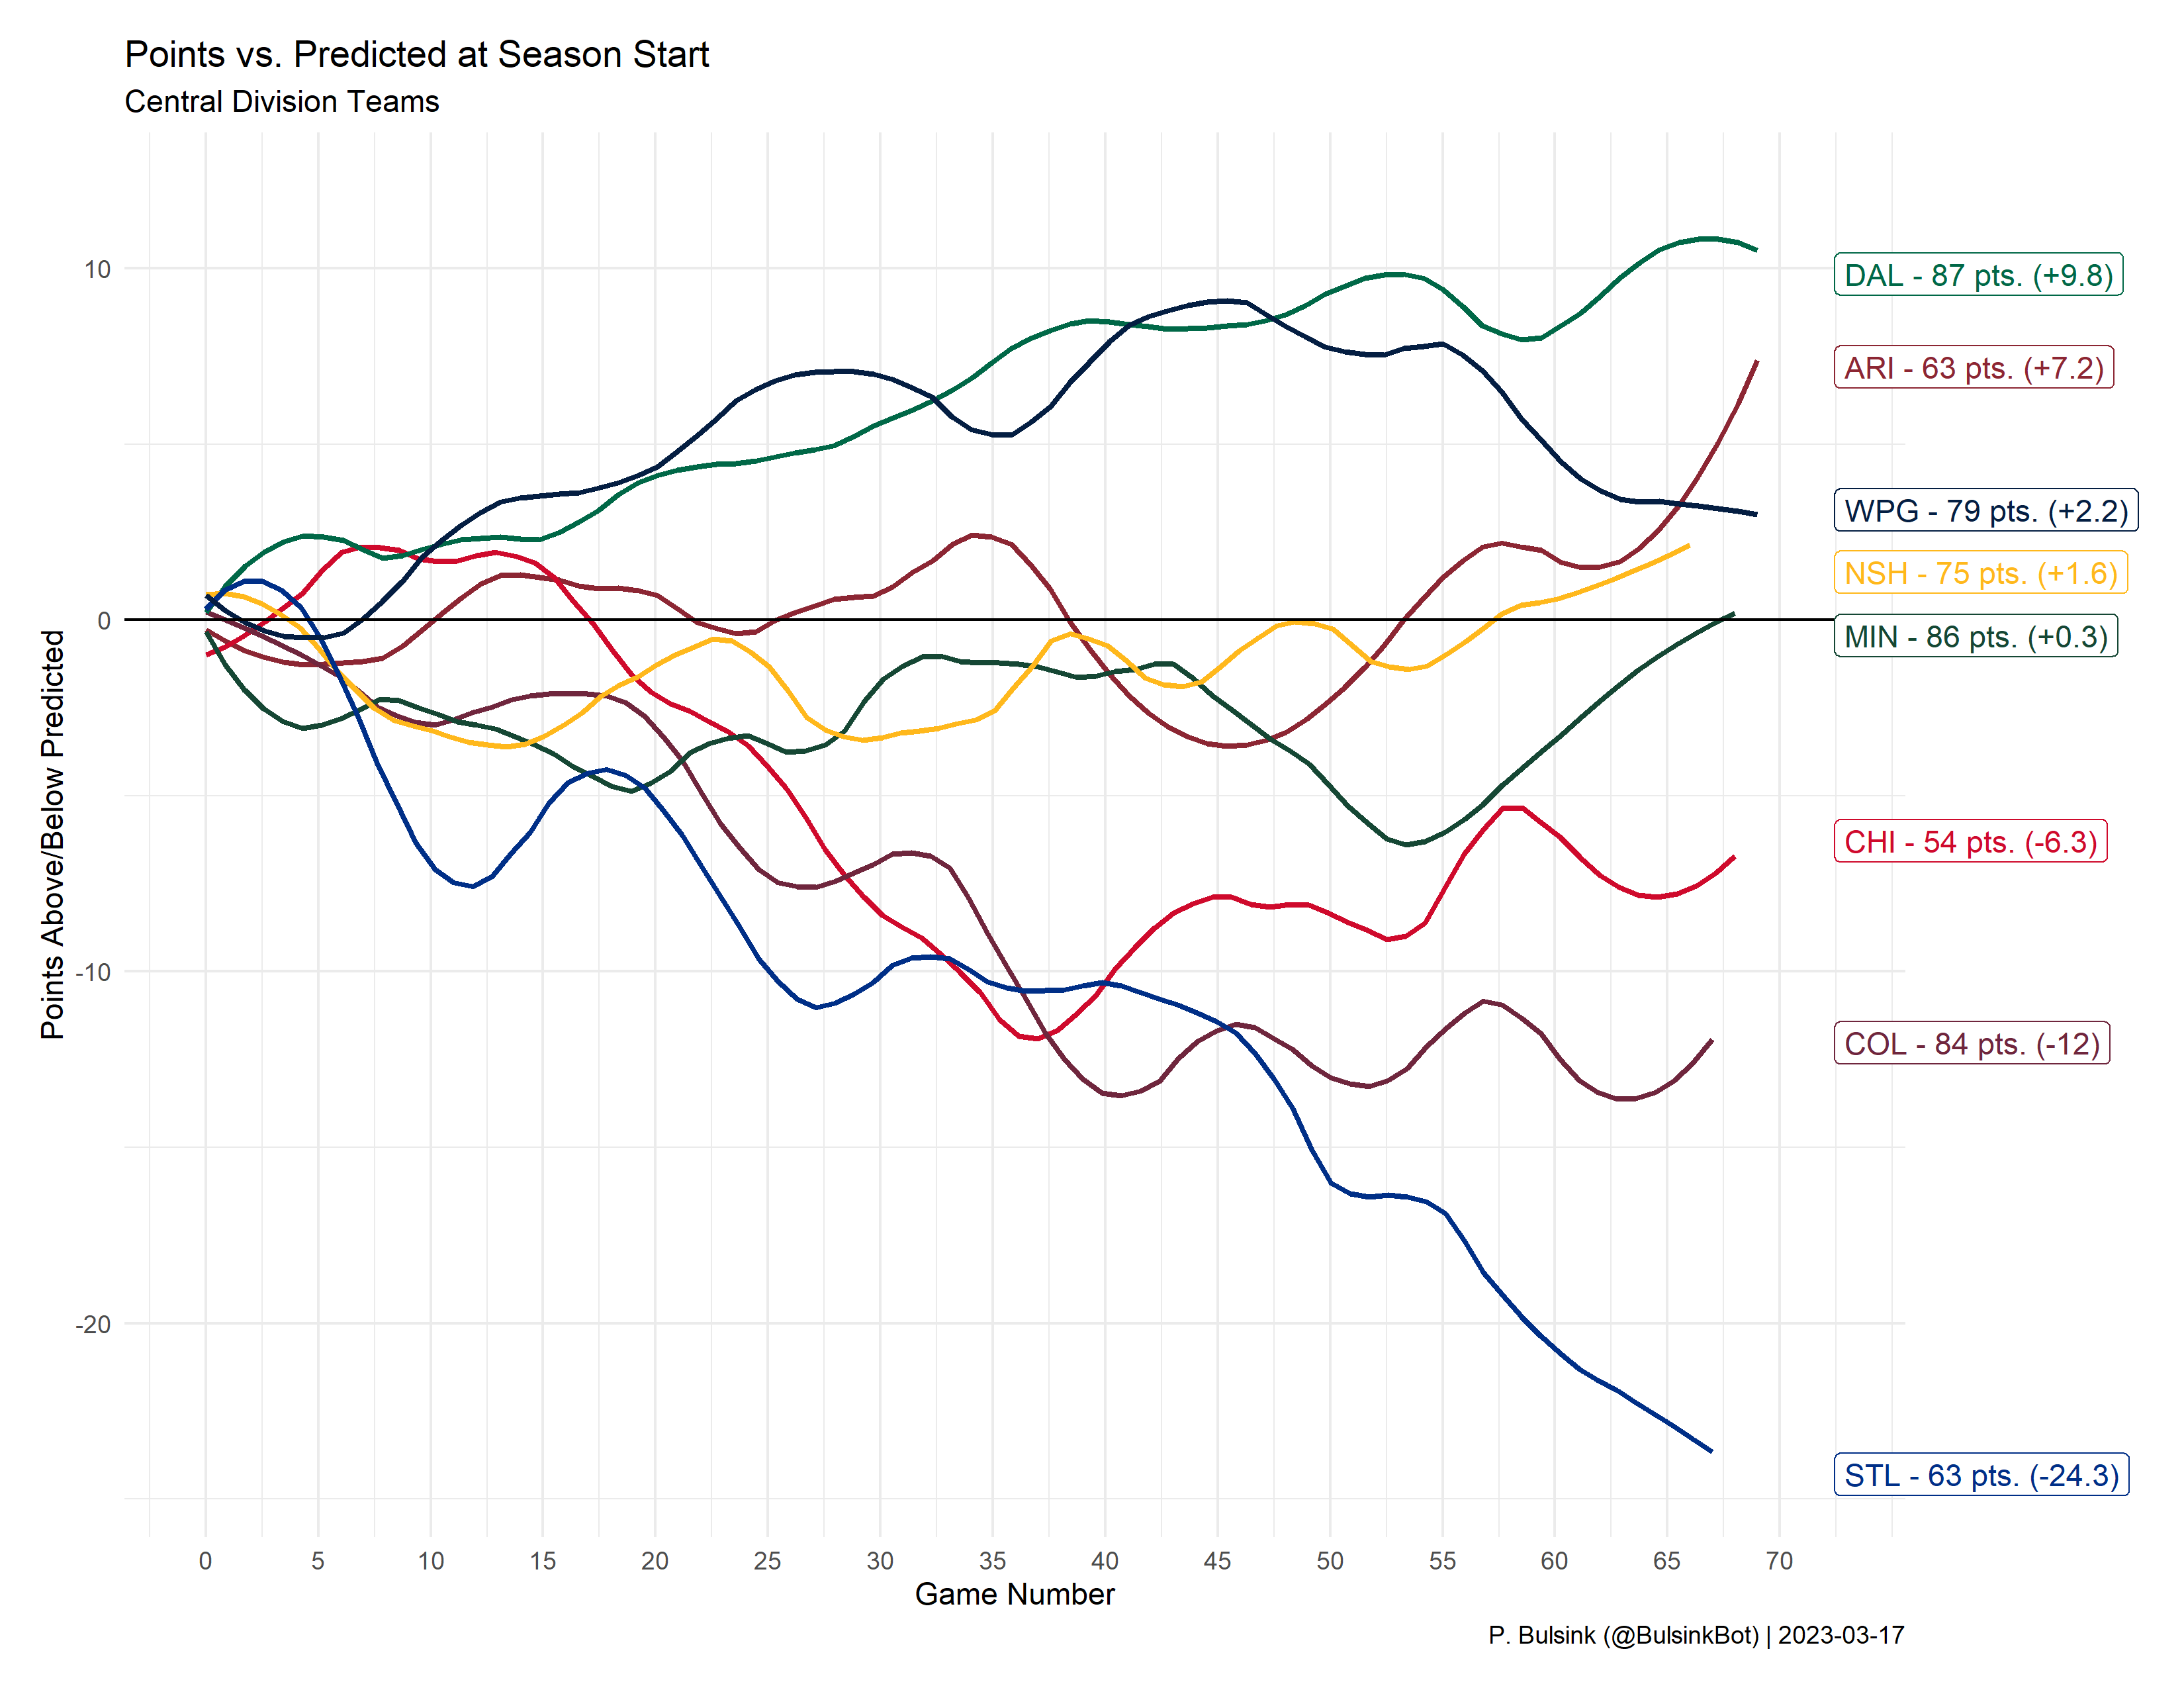 Points vs. Predicted at Season Start
Central Division Teams
Points Above/Below Predicted
10
0
-10
-20
DAL - 87 pts. (+9.8)
ARI - 63 pts. (+7.2)
WPG - 79 pts. (+2.2)
NSH - 75 pts. (+1.6)
MIN - 86 pts. (+0.3)
CHI - 54 pts. (-6.3)
COL - 84 pts. (-12)
STL - 63 pts. (-24.3)
0 5 10 15 20 25 30 35 40 45 50 55 60 65 70
Game Number
P. Bulsink (@BulsinkBot) | 2023-03-17